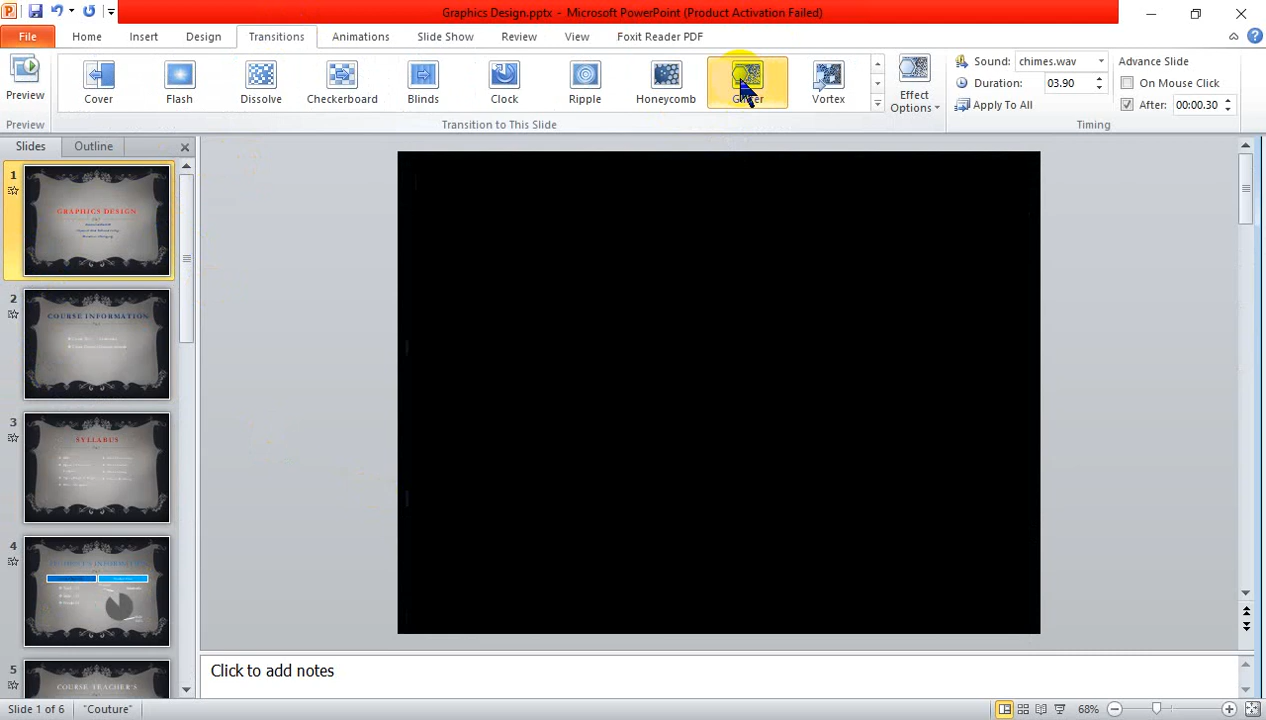 Graphics Design.pptx - Microsoft PowerPoint (Product Activation Failed)
File Home Insert Design Transitions Animations Slide Show Review View Foxit Reader PDF
Preview
Cover Flash Dissolve Checkerboard Blinds Clock Ripple Honeycomb Glitter Vortex
Effect
Options
Sound: chimes.wav
Duration: 03.90
Apply To All
Advance Slide
On Mouse Click
After: 00:00.30
Preview
Transition to This Slide
Timing
Slides Outline
1
GRAPHICS DESIGN
2
COURSE INFORMATION
3
SYLLABUS
4
5
COURSE TEACHER'S
Click to add notes
Slide 1 of 6 "Couture" 68%